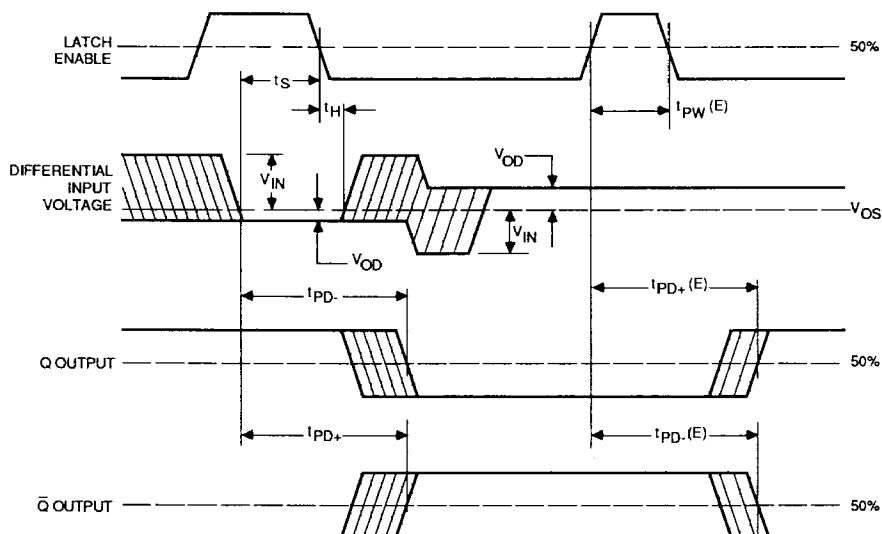 LATCH
ENABLE
50%
tS
tH
tPW (E)
DIFFERENTIAL
INPUT
VOLTAGE
VIN
VOD
VOD
VIN
VOS
tPD-
tPD+ (E)
Q OUTPUT
50%
tPD+
tPD- (E)
Q̄ OUTPUT
50%